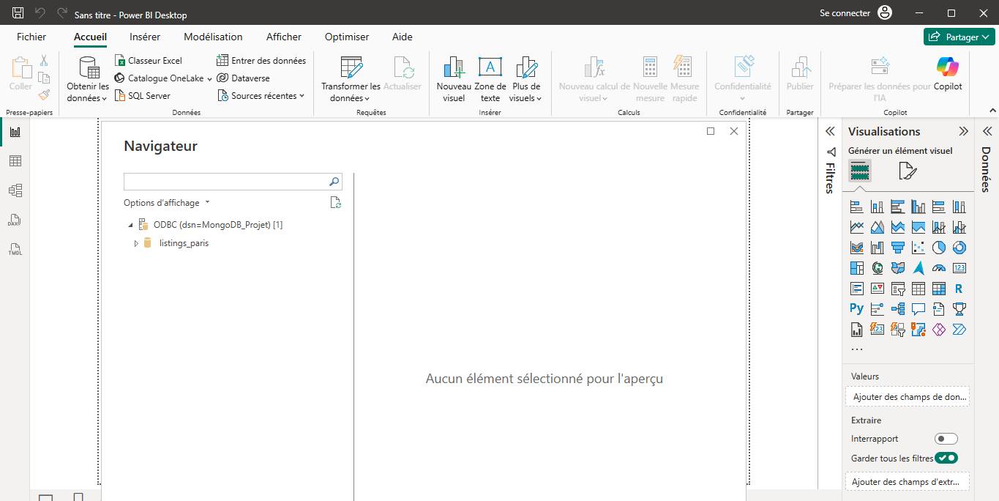 Sans titre - Power BI Desktop
Se connecter
Fichier
Accueil
Insérer
Modélisation
Afficher
Optimiser
Aide
Partager
Coller
Presse-papiers
Obtenir les
données
Classeur Excel
Catalogue OneLake
SQL Server
Entrer des données
Dataverse
Sources récentes
Données
Transformer les
données
Actualiser
Requêtes
Nouveau
visuel
Zone de
texte
Plus de
visuels
Insérer
Nouveau calcul de
visuel
Nouvelle
mesure
Mesure
rapide
Calculs
Confidentialité
Confidentialité
Publier
Partager
Préparer les données pour
l'IA
Copilot
Copilot
DAX
TMDL
Navigateur
Options d'affichage
ODBC (dsn=MongoDB_Projet) [1]
listings_paris
Aucun élément sélectionné pour l'aperçu
Filtres
Visualisations
Générer un élément visuel
123
R
Py
123
...
Valeurs
Ajouter des champs de don...
Extraire
Interrapport
Garder tous les filtres
Ajouter des champs d'extr...
Données